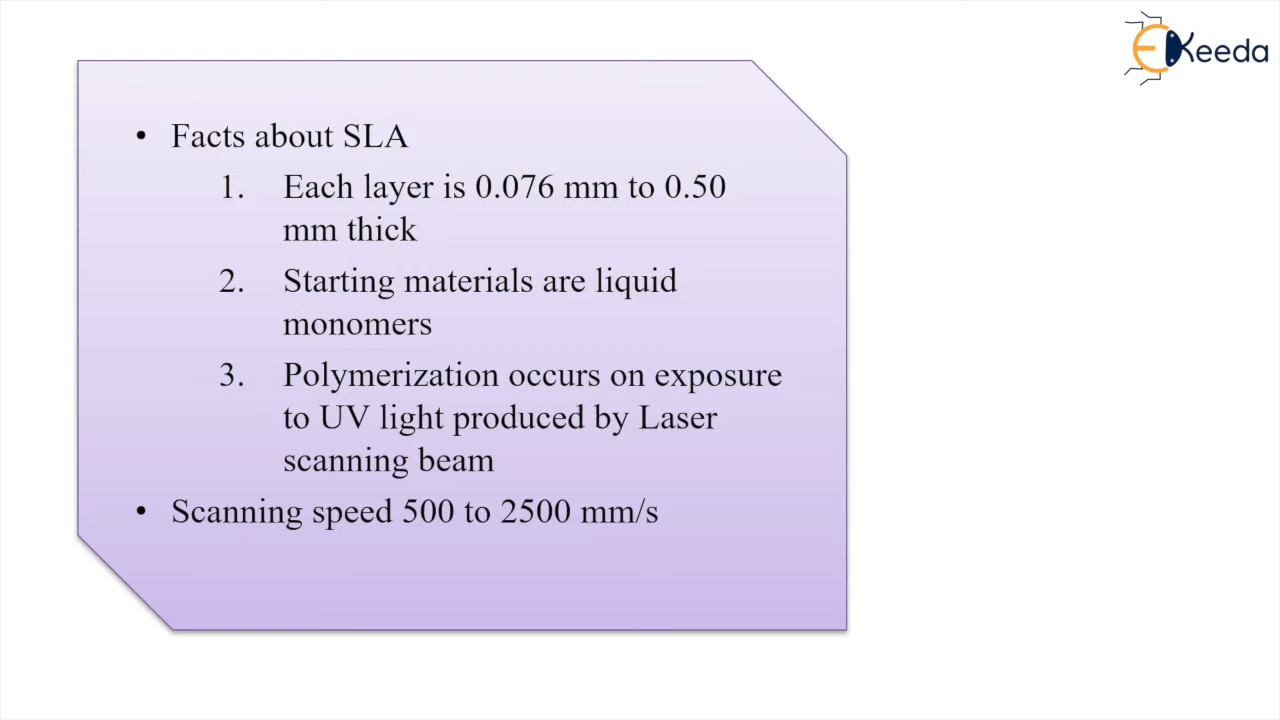 EKeeda
• Facts about SLA
1. Each layer is 0.076 mm to 0.50
mm thick
2. Starting materials are liquid
monomers
3. Polymerization occurs on exposure
to UV light produced by Laser
scanning beam
• Scanning speed 500 to 2500 mm/s